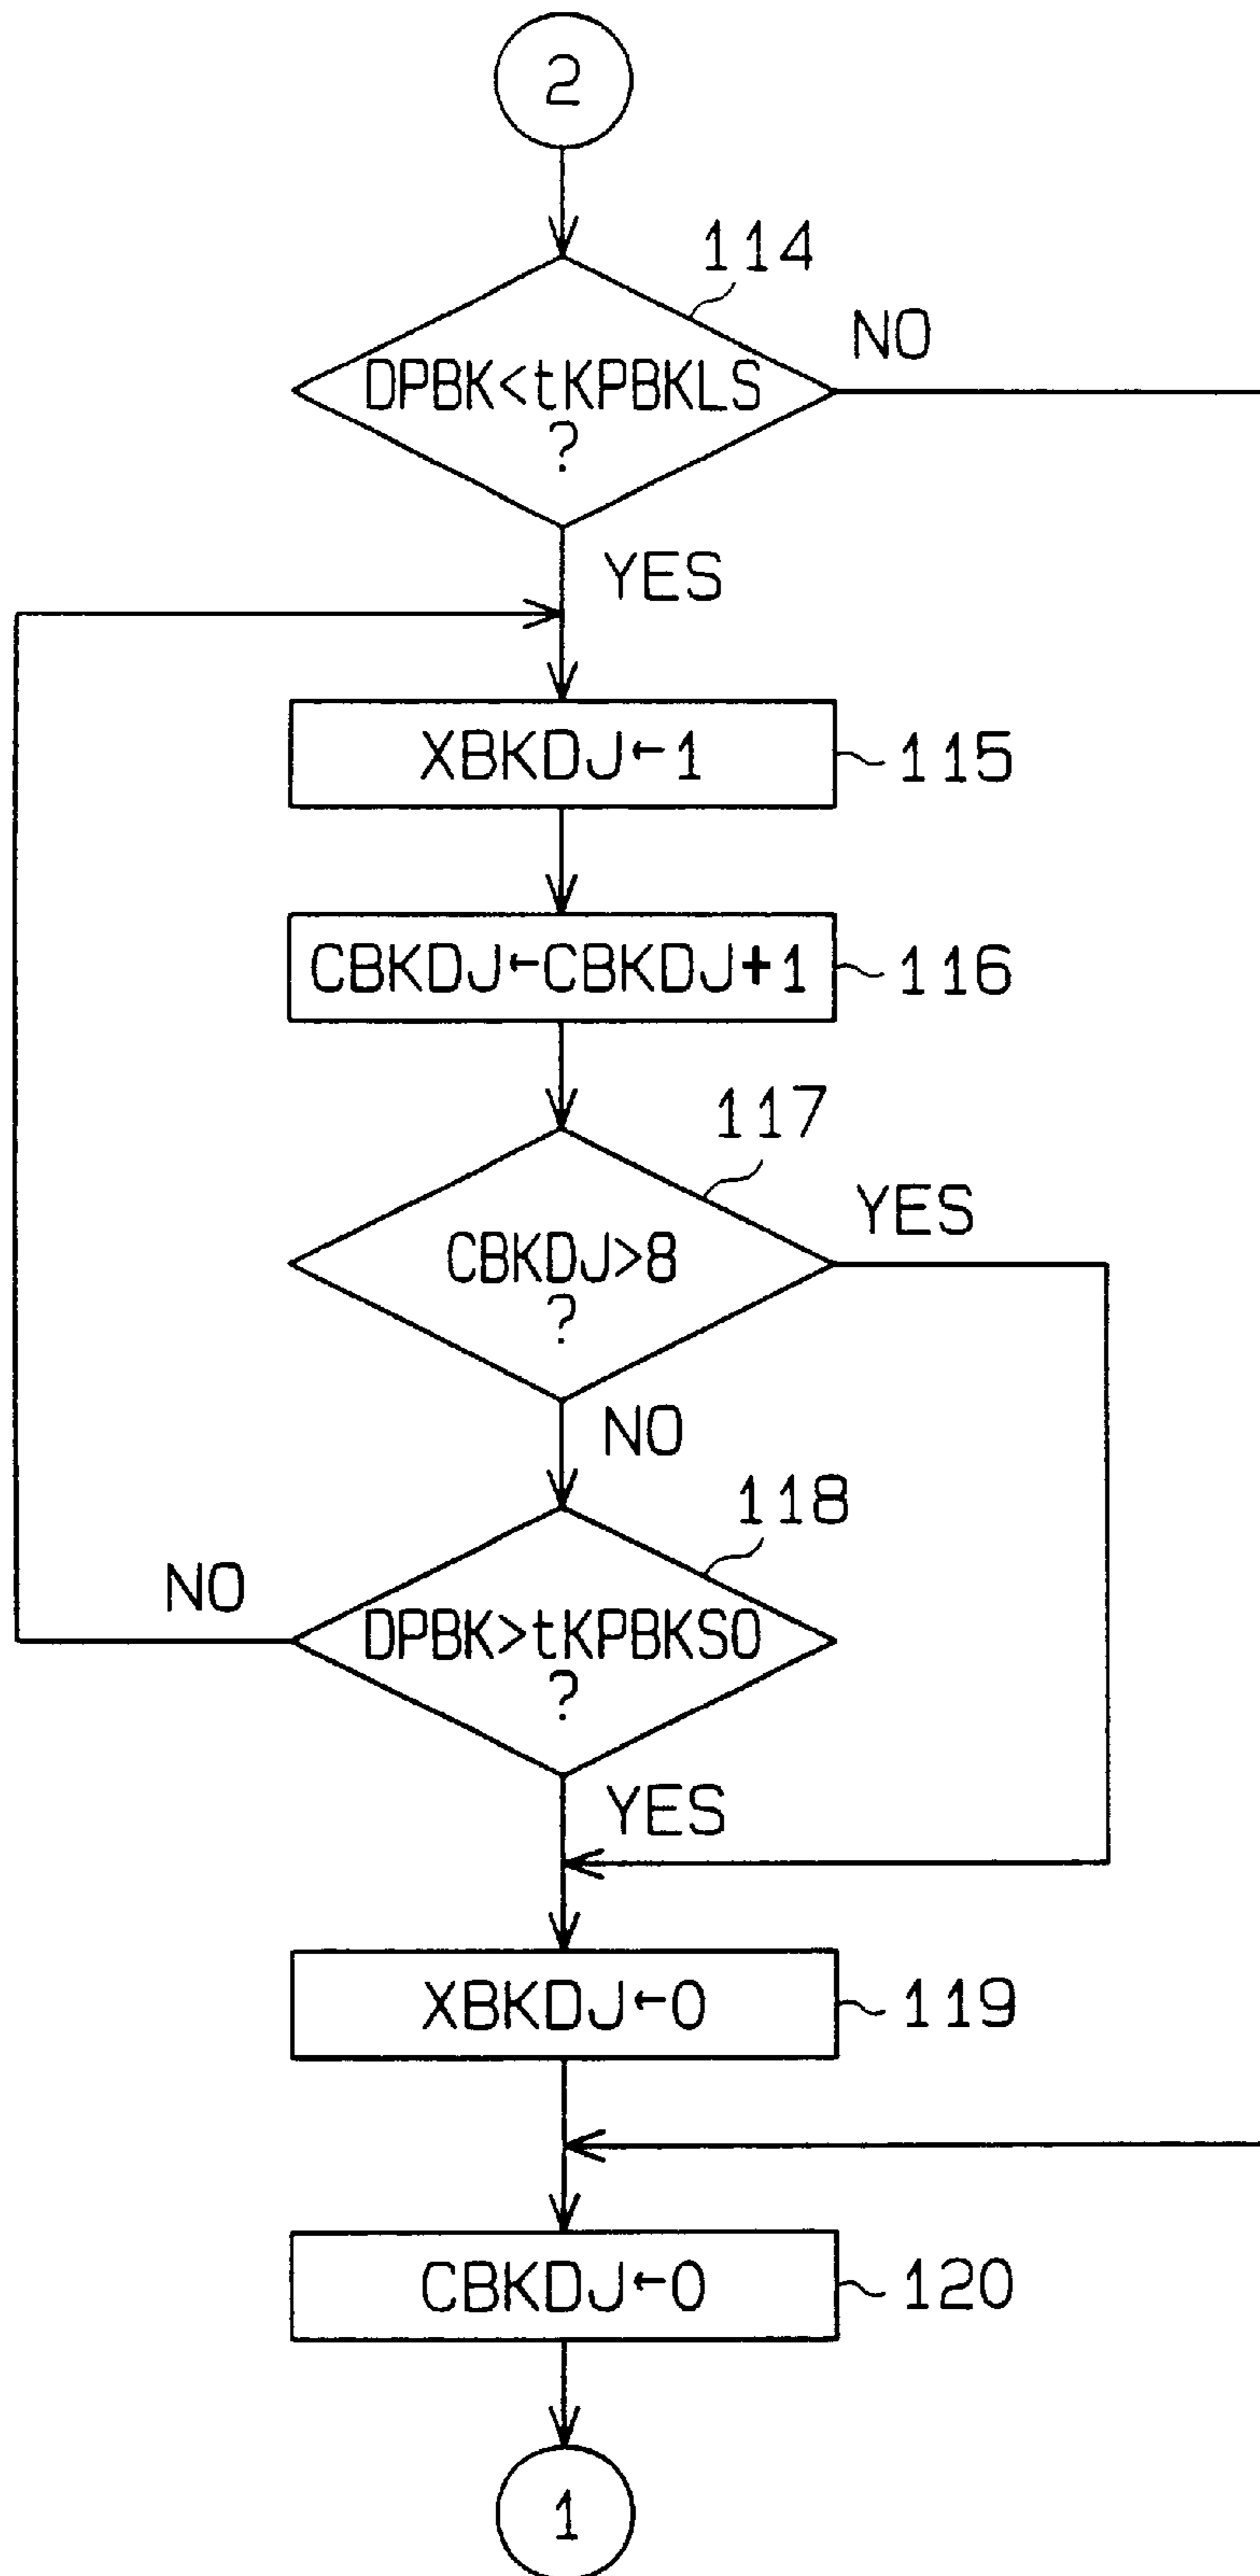 2
114
NO
DPBK<tKPBKLS
?
YES
XBKDJ←1
115
CBKDJ←CBKDJ+1
116
117
YES
CBKDJ>8
?
NO
118
NO
DPBK>tKPBKSO
?
YES
XBKDJ←0
119
CBKDJ←0
120
1